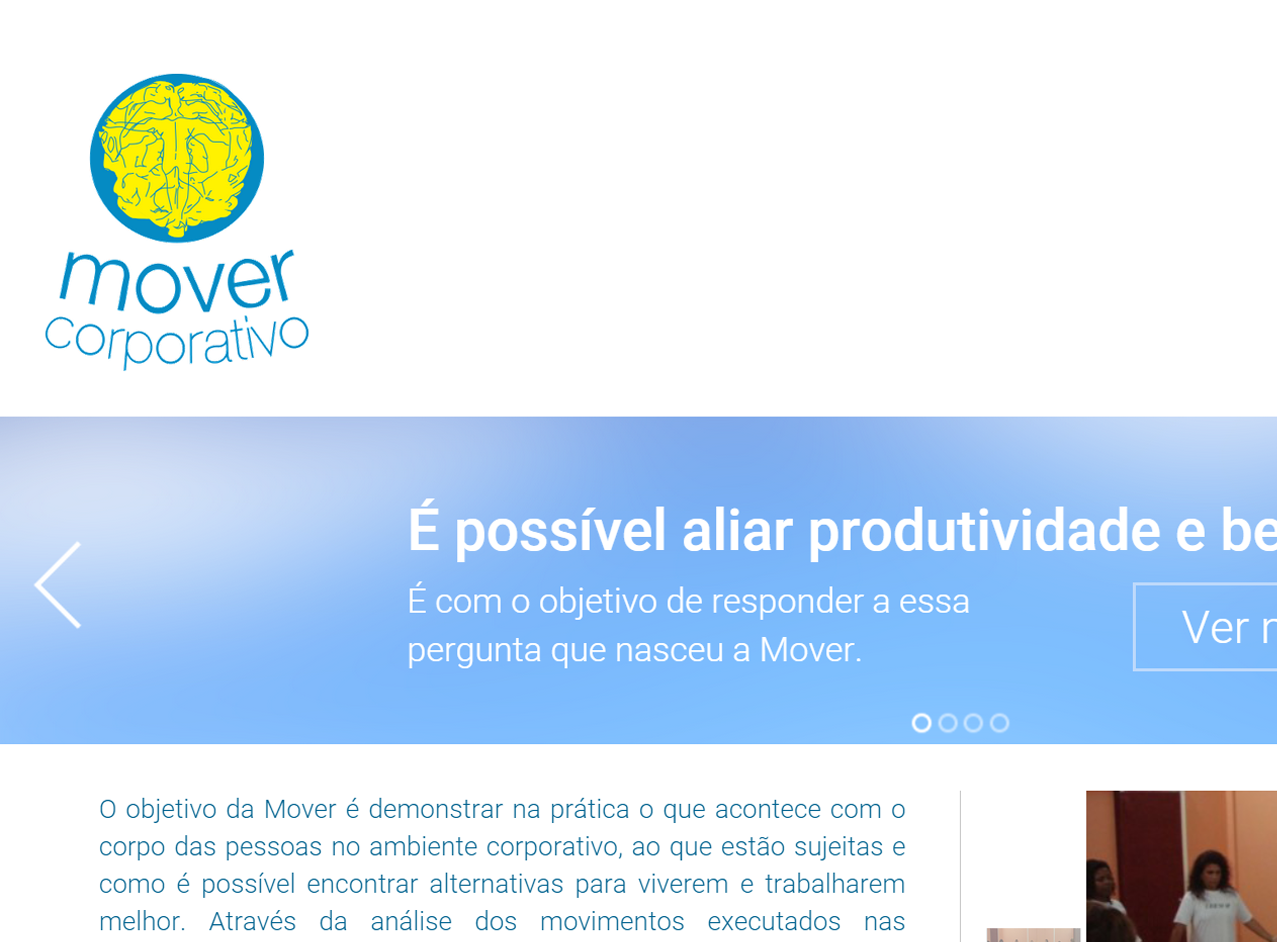 mover
corporativo
É possível aliar produtividade e be
É com o objetivo de responder a essa
pergunta que nasceu a Mover.
Ver
O objetivo da Mover é demonstrar na prática o que acontece com o
corpo das pessoas no ambiente corporativo, ao que estão sujeitas e
como é possível encontrar alternativas para viverem e trabalharem
melhor. Através da análise dos movimentos executados nas